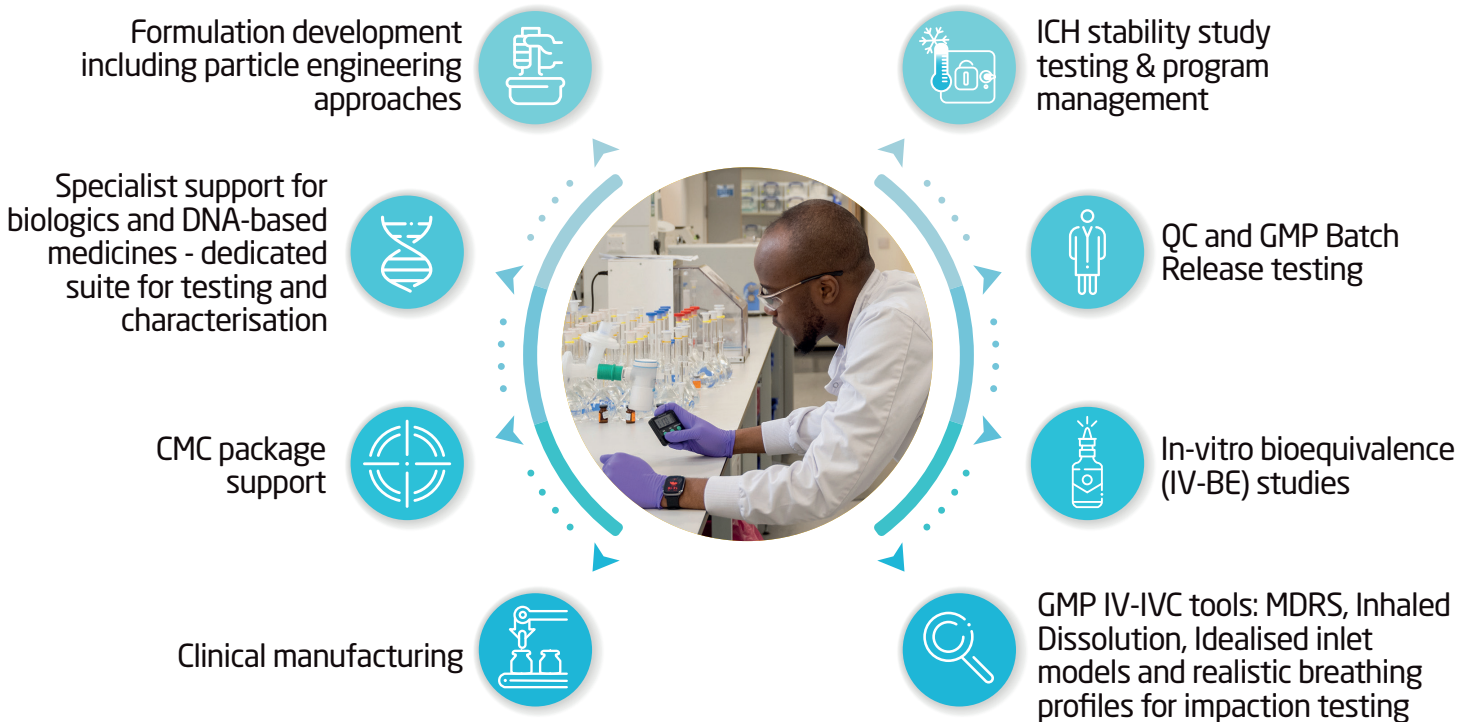 Formulation development
including particle engineering
approaches
Specialist support for
biologics and DNA-based
medicines - dedicated
suite for testing and
characterisation
CMC package
support
Clinical manufacturing
ICH stability study
testing & program
management
QC and GMP Batch
Release testing
In-vitro bioequivalence
(IV-BE) studies
GMP IV-IVC tools: MDRS, Inhaled
Dissolution, Idealised inlet
models and realistic breathing
profiles for impaction testing